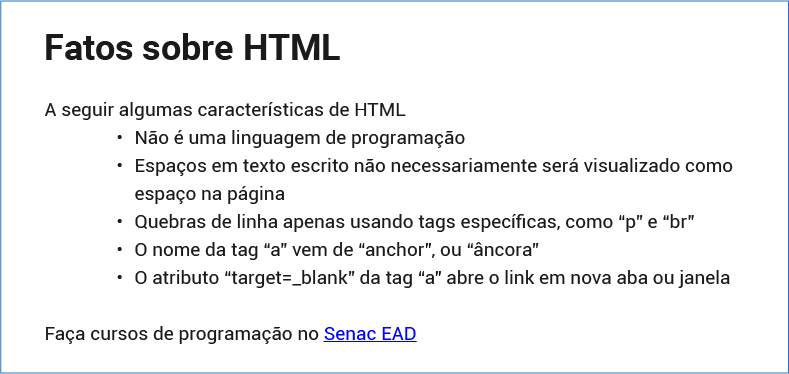 Fatos sobre HTML
A seguir algumas características de HTML
• Não é uma linguagem de programação
• Espaços em texto escrito não necessariamente será visualizado como
espaço na página
• Quebras de linha apenas usando tags específicas, como “p” e “br”
• O nome da tag “a” vem de “anchor”, ou “âncora”
• O atributo “target=_blank” da tag “a” abre o link em nova aba ou janela
Faça cursos de programação no Senac EAD